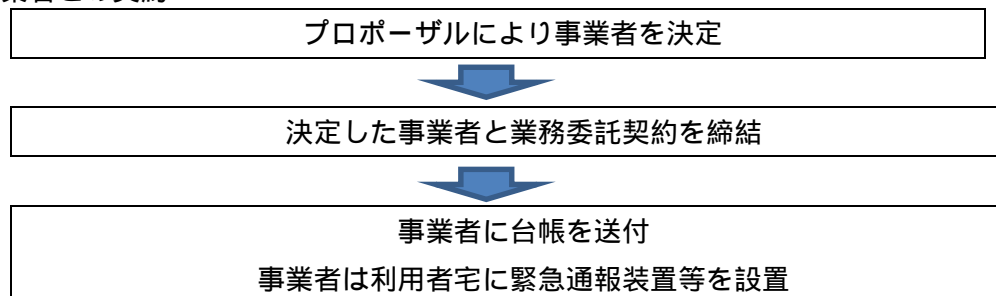 プロポーザルにより事業者を決定
決定した事業者と業務委託契約を締結
事業者に台帳を送付
事業者は利用者宅に緊急通報装置等を設置